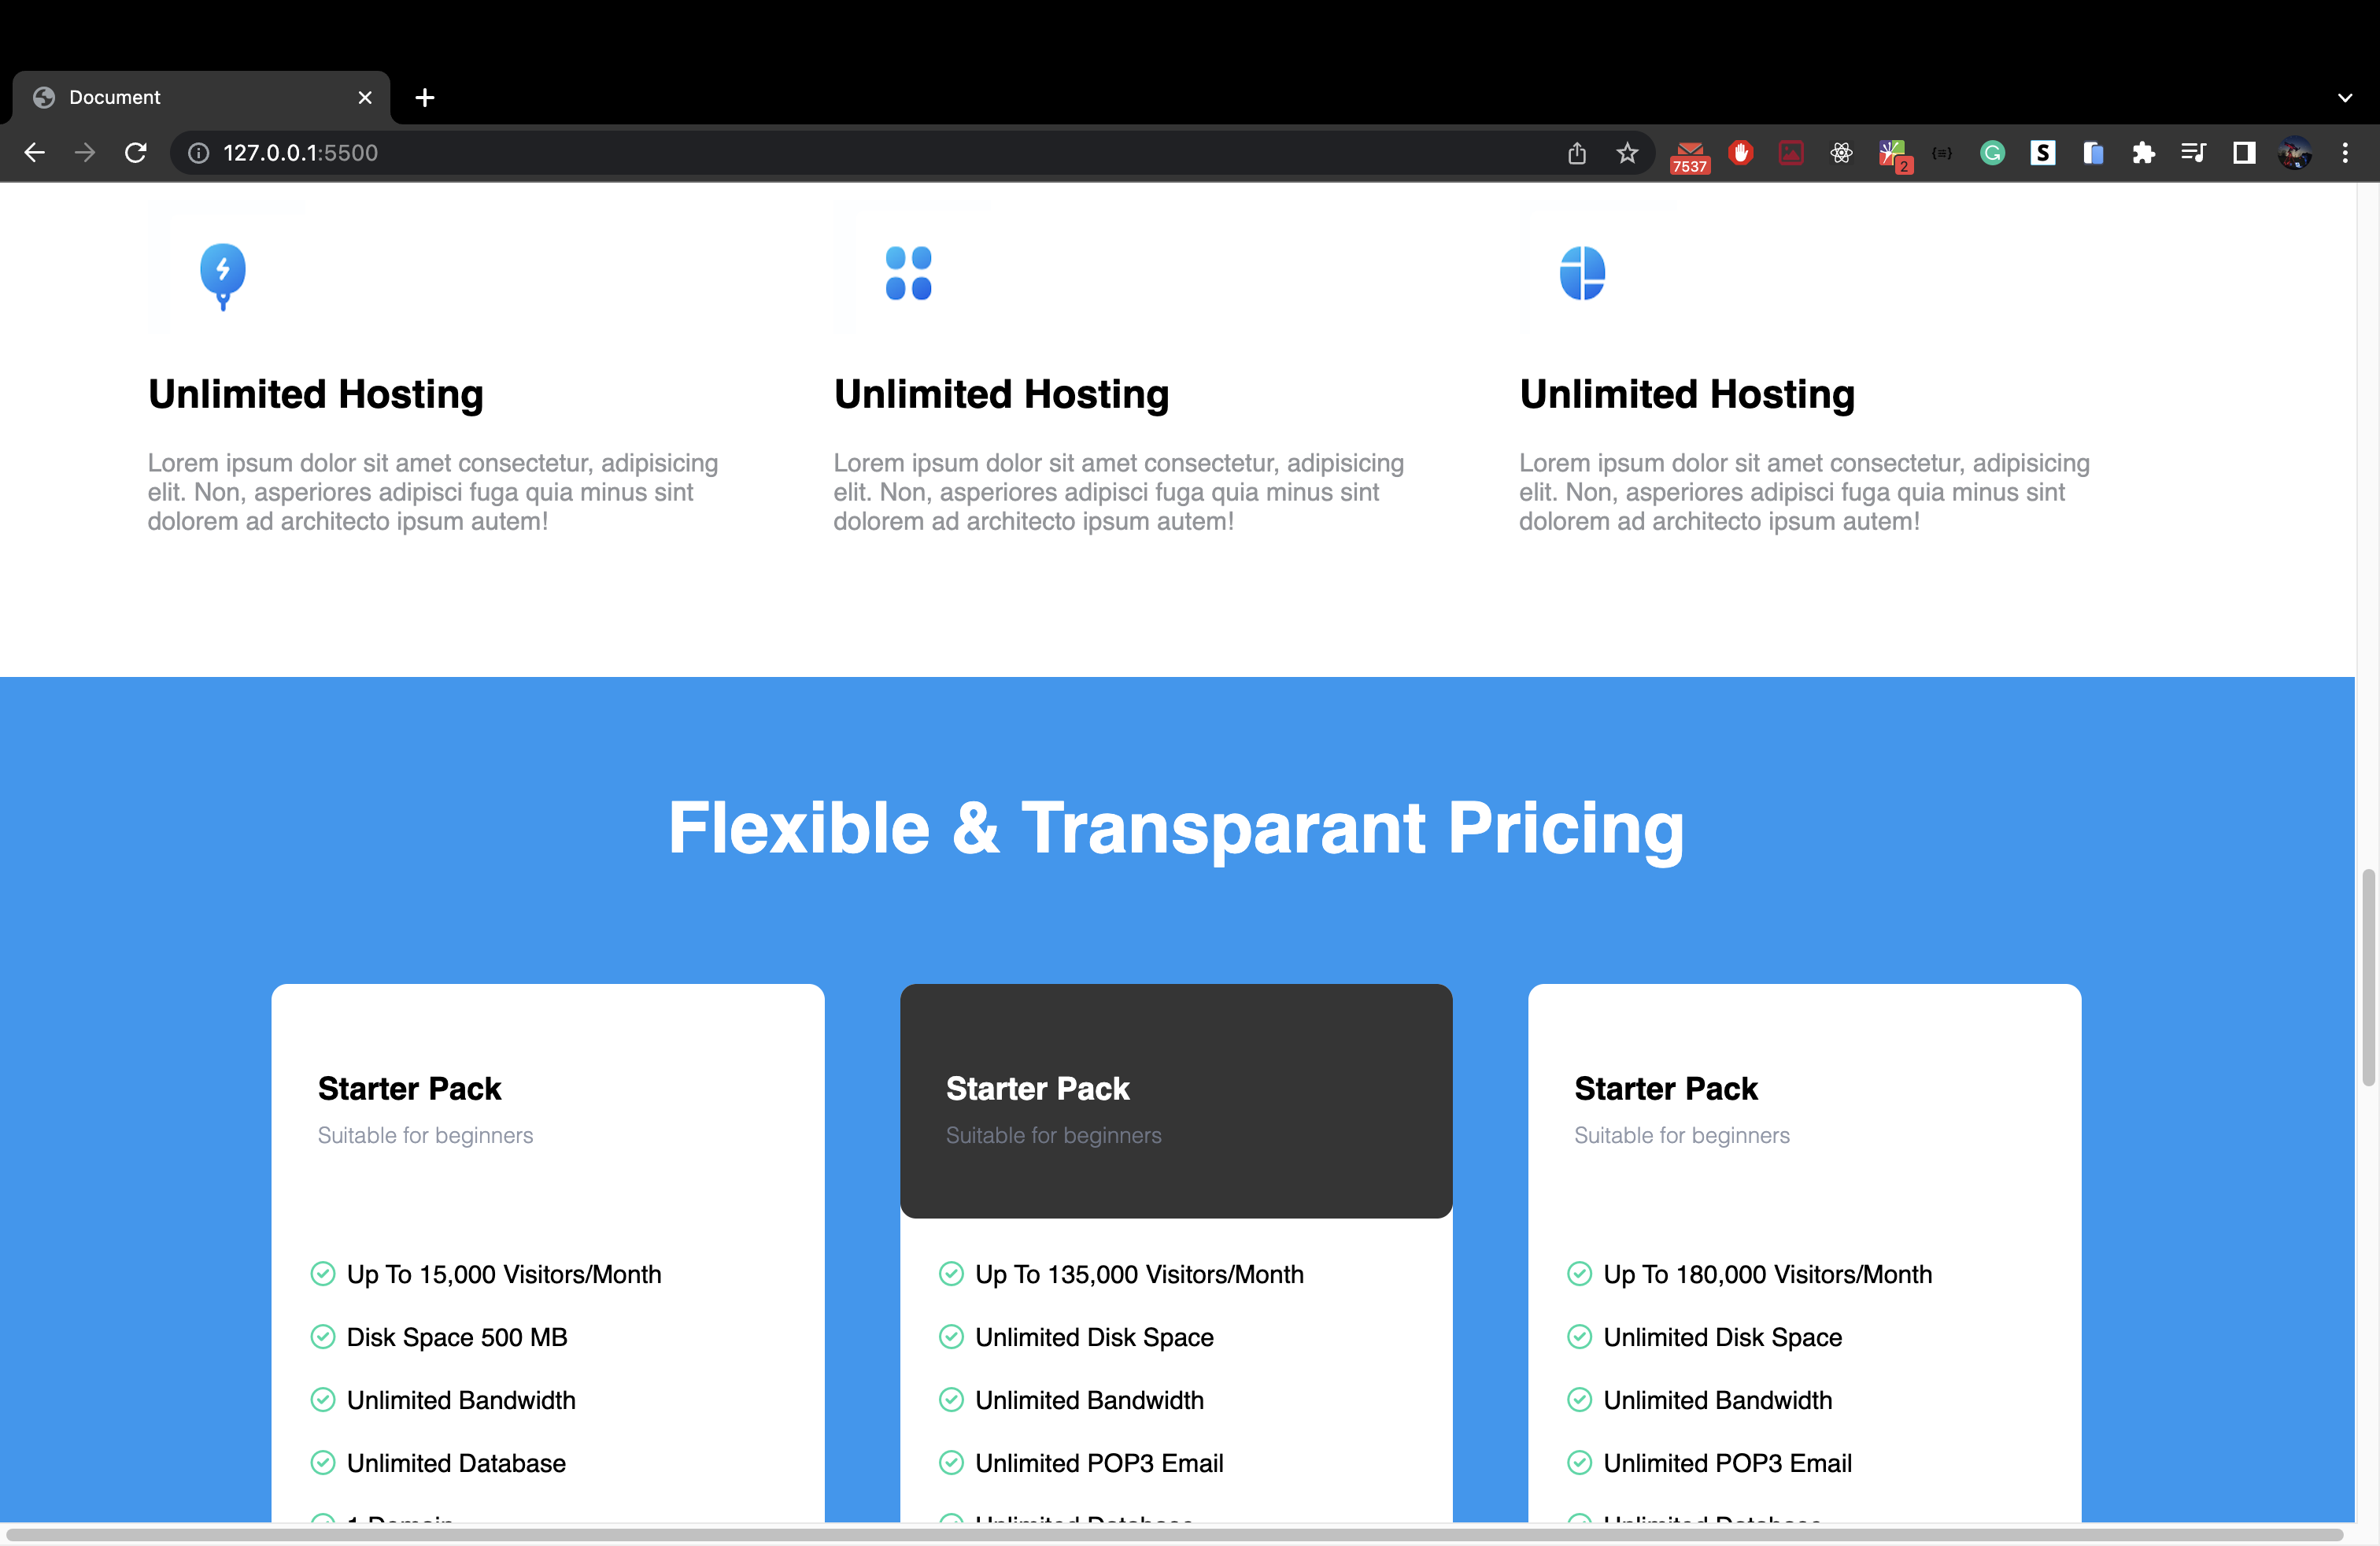 Document
127.0.0.1:5500
7537
2
Unlimited Hosting
Lorem ipsum dolor sit amet consectetur, adipisicing
elit. Non, asperiores adipisci fuga quia minus sint
dolorem ad architecto ipsum autem!
Unlimited Hosting
Lorem ipsum dolor sit amet consectetur, adipisicing
elit. Non, asperiores adipisci fuga quia minus sint
dolorem ad architecto ipsum autem!
Unlimited Hosting
Lorem ipsum dolor sit amet consectetur, adipisicing
elit. Non, asperiores adipisci fuga quia minus sint
dolorem ad architecto ipsum autem!
Flexible & Transparant Pricing
Starter Pack
Suitable for beginners
Up To 15,000 Visitors/Month
Disk Space 500 MB
Unlimited Bandwidth
Unlimited Database
1 Domain
Starter Pack
Suitable for beginners
Up To 135,000 Visitors/Month
Unlimited Disk Space
Unlimited Bandwidth
Unlimited POP3 Email
Unlimited Database
Starter Pack
Suitable for beginners
Up To 180,000 Visitors/Month
Unlimited Disk Space
Unlimited Bandwidth
Unlimited POP3 Email
Unlimited Database